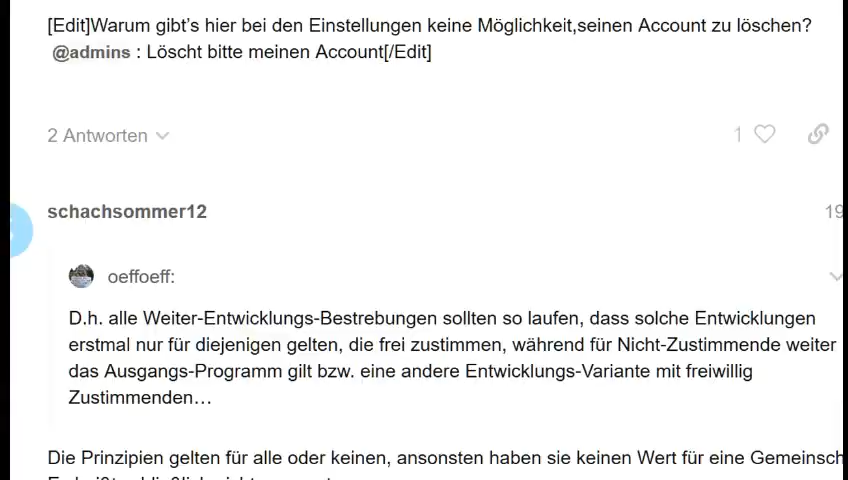 [Edit]Warum gibt's hier bei den Einstellungen keine Möglichkeit,seinen Account zu löschen?
@admins : Löscht bitte meinen Account[/Edit]
2 Antworten
1
schachsommer12
19
oeffoeff:
D.h. alle Weiter-Entwicklungs-Bestrebungen sollten so laufen, dass solche Entwicklungen
erstmal nur für diejenigen gelten, die frei zustimmen, während für Nicht-Zustimmende weiter
das Ausgangs-Programm gilt bzw. eine andere Entwicklungs-Variante mit freiwillig
Zustimmenden…
Die Prinzipien gelten für alle oder keinen, ansonsten haben sie keinen Wert für eine Gemeinsch